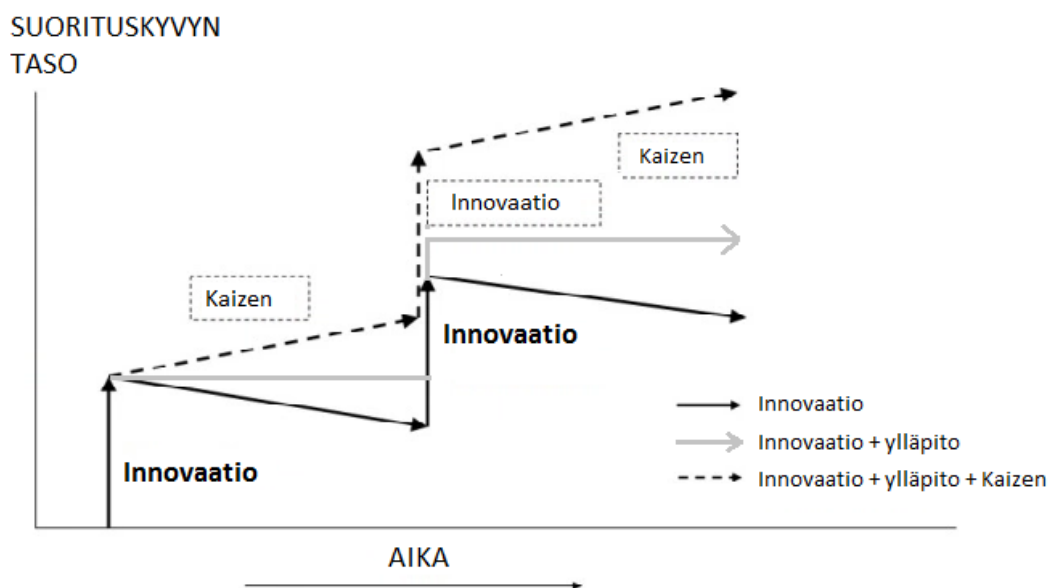 SUORITUSKYVYN
TASO
Kaizen
Innovaatio
Kaizen
Innovaatio
Innovaatio
Innovaatio
Innovaatio + ylläpito
Innovaatio + ylläpito + Kaizen
AIKA